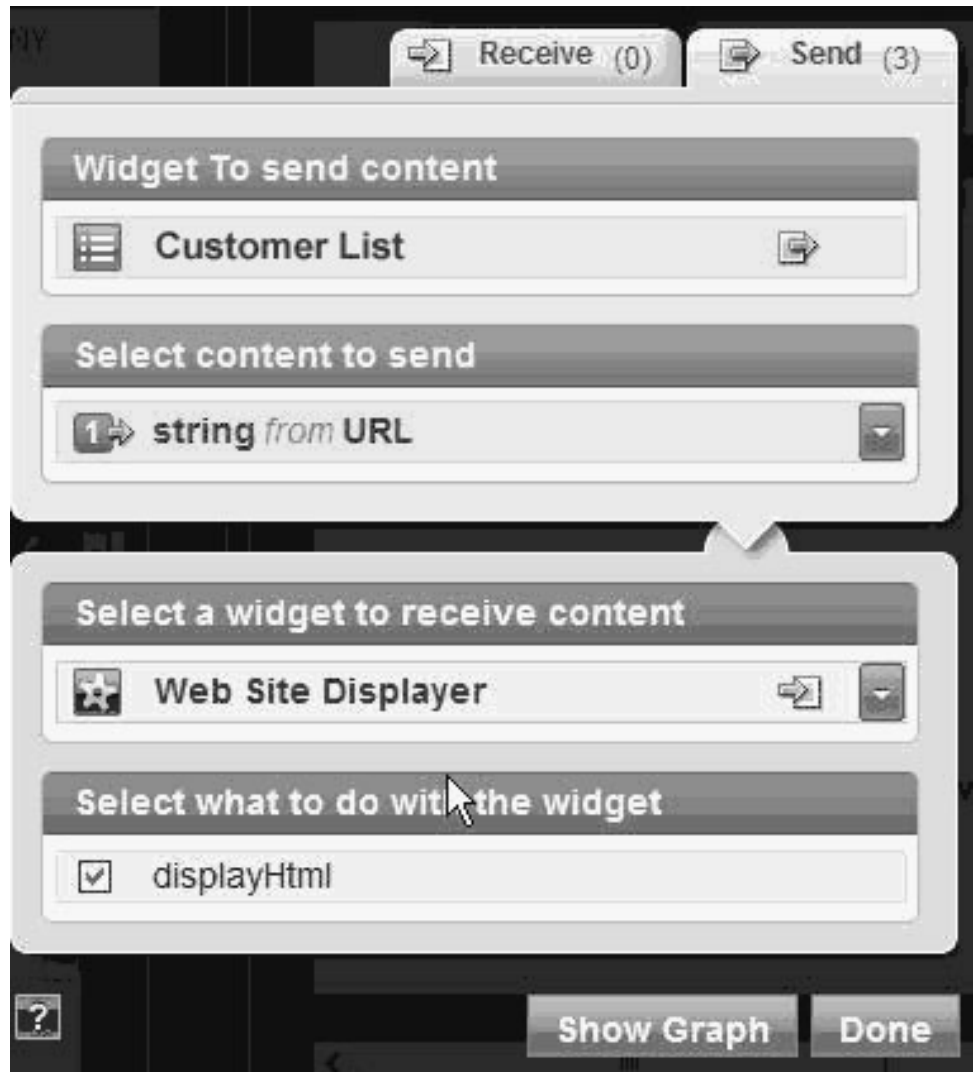 NY
Receive (0)
Send (3)
Widget To send content
Customer List
Select content to send
1 string from URL
Select a widget to receive content
Web Site Displayer
Select what to do with the widget
displayHtml
?
Show Graph
Done